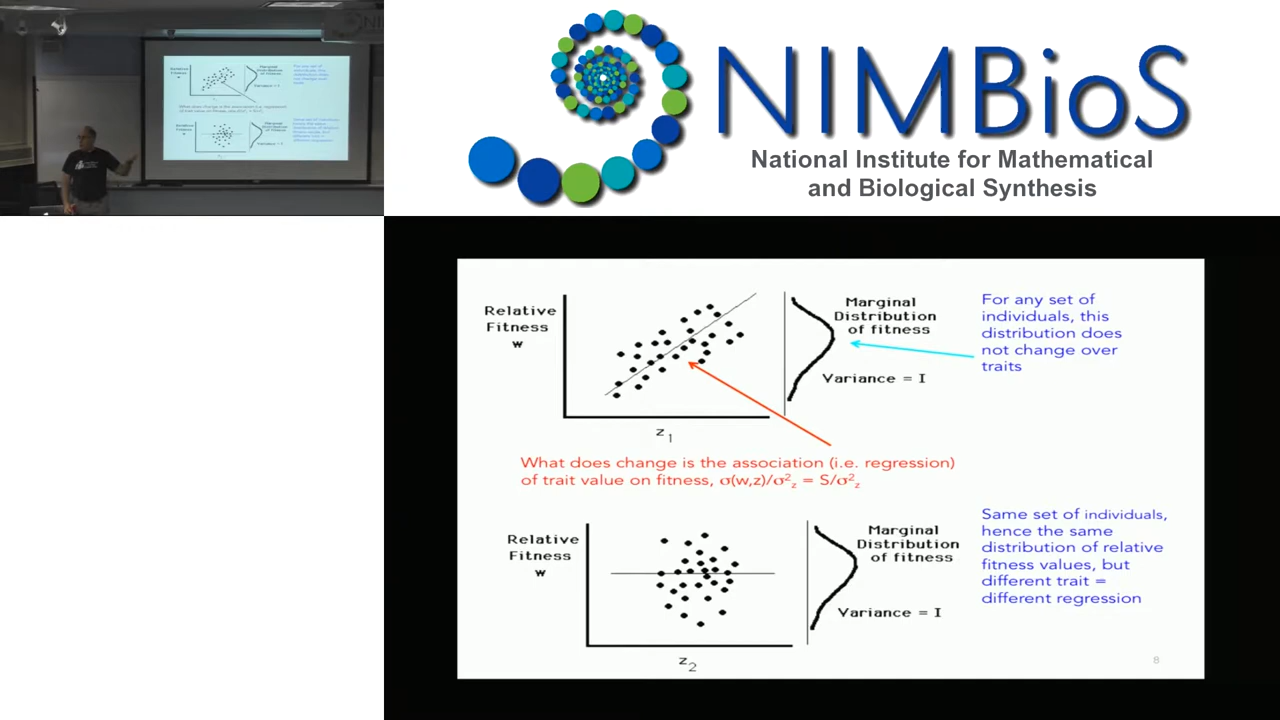 NIMBioS
National Institute for Mathematical
and Biological Synthesis
Relative
Fitness
w
Marginal
Distribution
of fitness
Variance = I
z1
For any set of
individuals, this
distribution does
not change over
traits
What does change is the association (i.e. regression)
of trait value on fitness, σ(w,z)/σ²z = S/σ²z
Relative
Fitness
w
Marginal
Distribution
of fitness
Variance = I
z2
Same set of individuals,
hence the same
distribution of relative
fitness values, but
different trait =
different regression
8